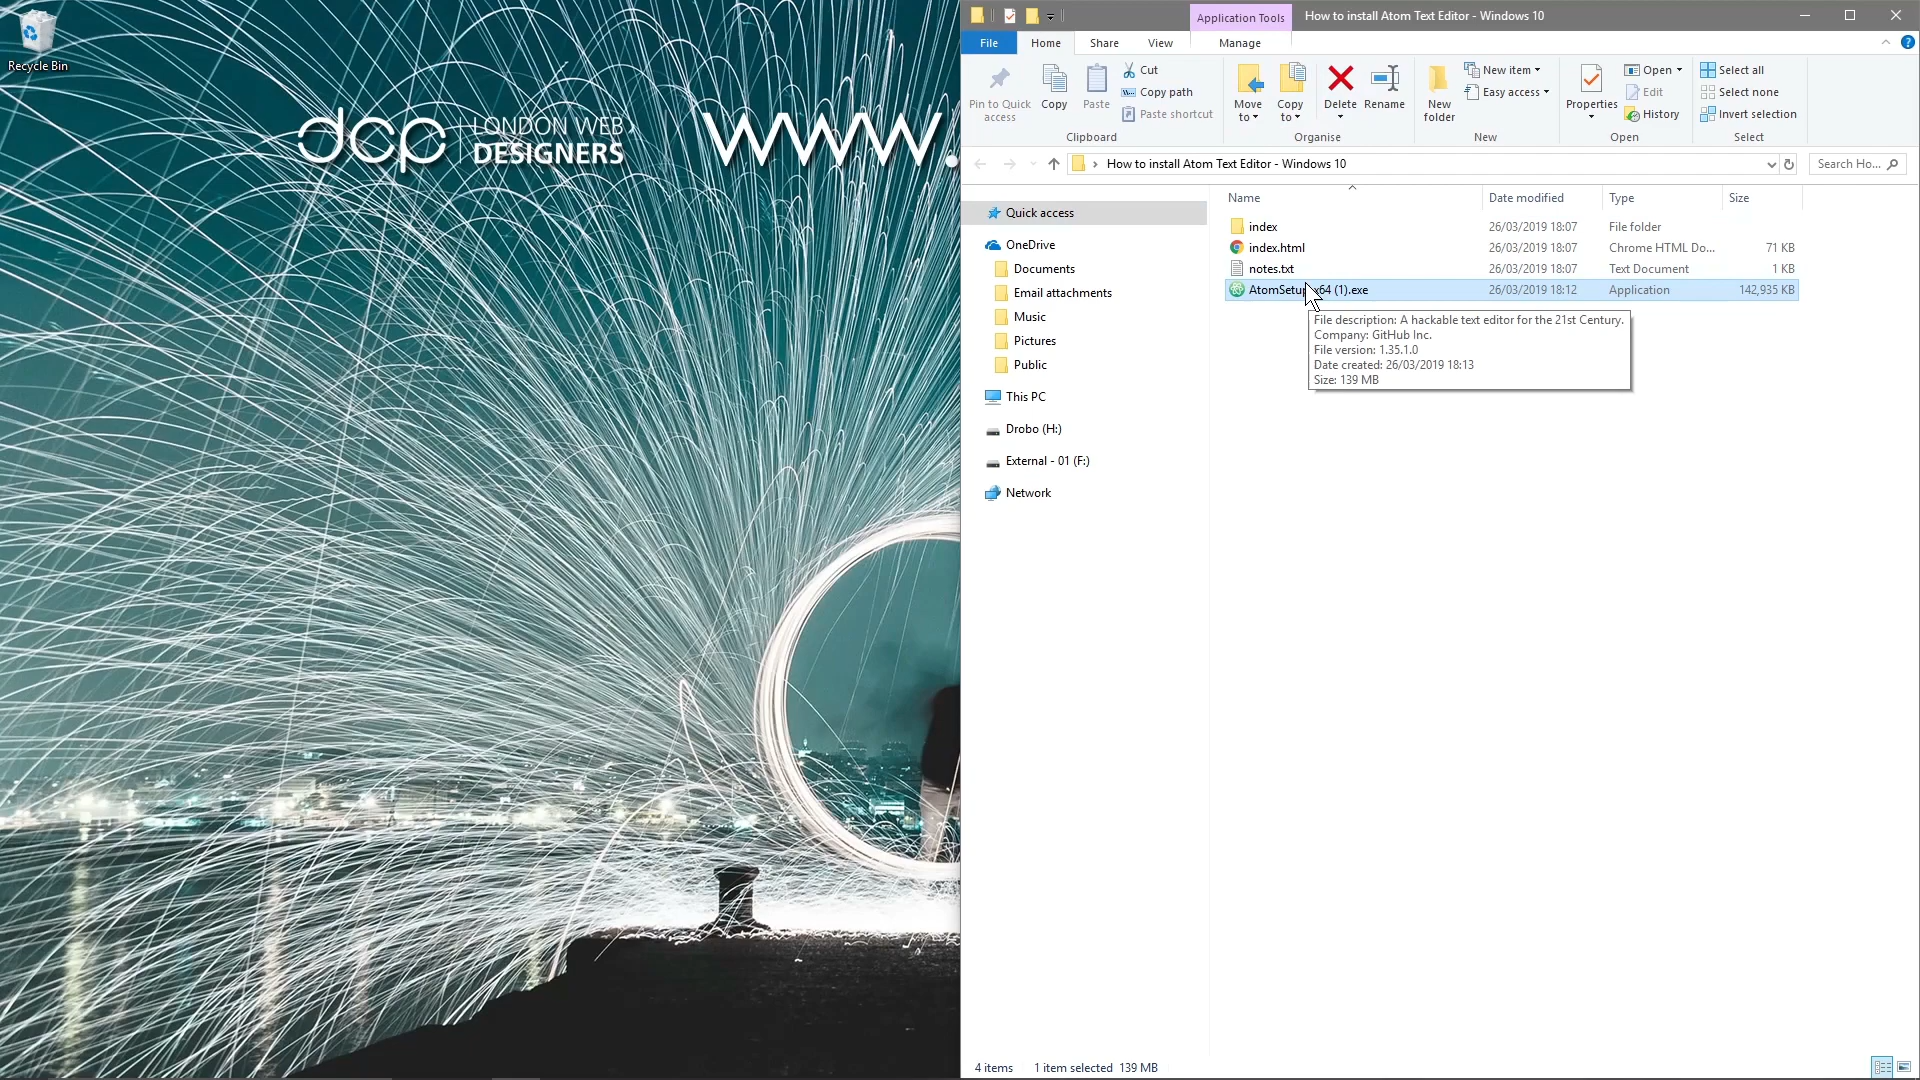 Recycle Bin
dcp LONDON WEB DESIGNERS
www.
Application Tools
How to install Atom Text Editor - Windows 10
File
Home
Share
View
Manage
Pin to Quick access
Copy
Paste
Cut
Copy path
Paste shortcut
Clipboard
Move to
Copy to
Delete
Rename
Organise
New folder
New item
Easy access
New
Properties
Open
Edit
History
Open
Select all
Select none
Invert selection
Select
How to install Atom Text Editor - Windows 10
Search Ho...
Quick access
OneDrive
Documents
Email attachments
Music
Pictures
Public
This PC
Drobo (H:)
External - 01 (F:)
Network
Name Date modified Type Size
index 26/03/2019 18:07 File folder
index.html 26/03/2019 18:07 Chrome HTML Do... 71 KB
notes.txt 26/03/2019 18:07 Text Document 1 KB
AtomSetup-x64 (1).exe 26/03/2019 18:12 Application 142,935 KB
File description: A hackable text editor for the 21st Century.
Company: GitHub Inc.
File version: 1.35.1.0
Date created: 26/03/2019 18:13
Size: 139 MB
4 items 1 item selected 139 MB